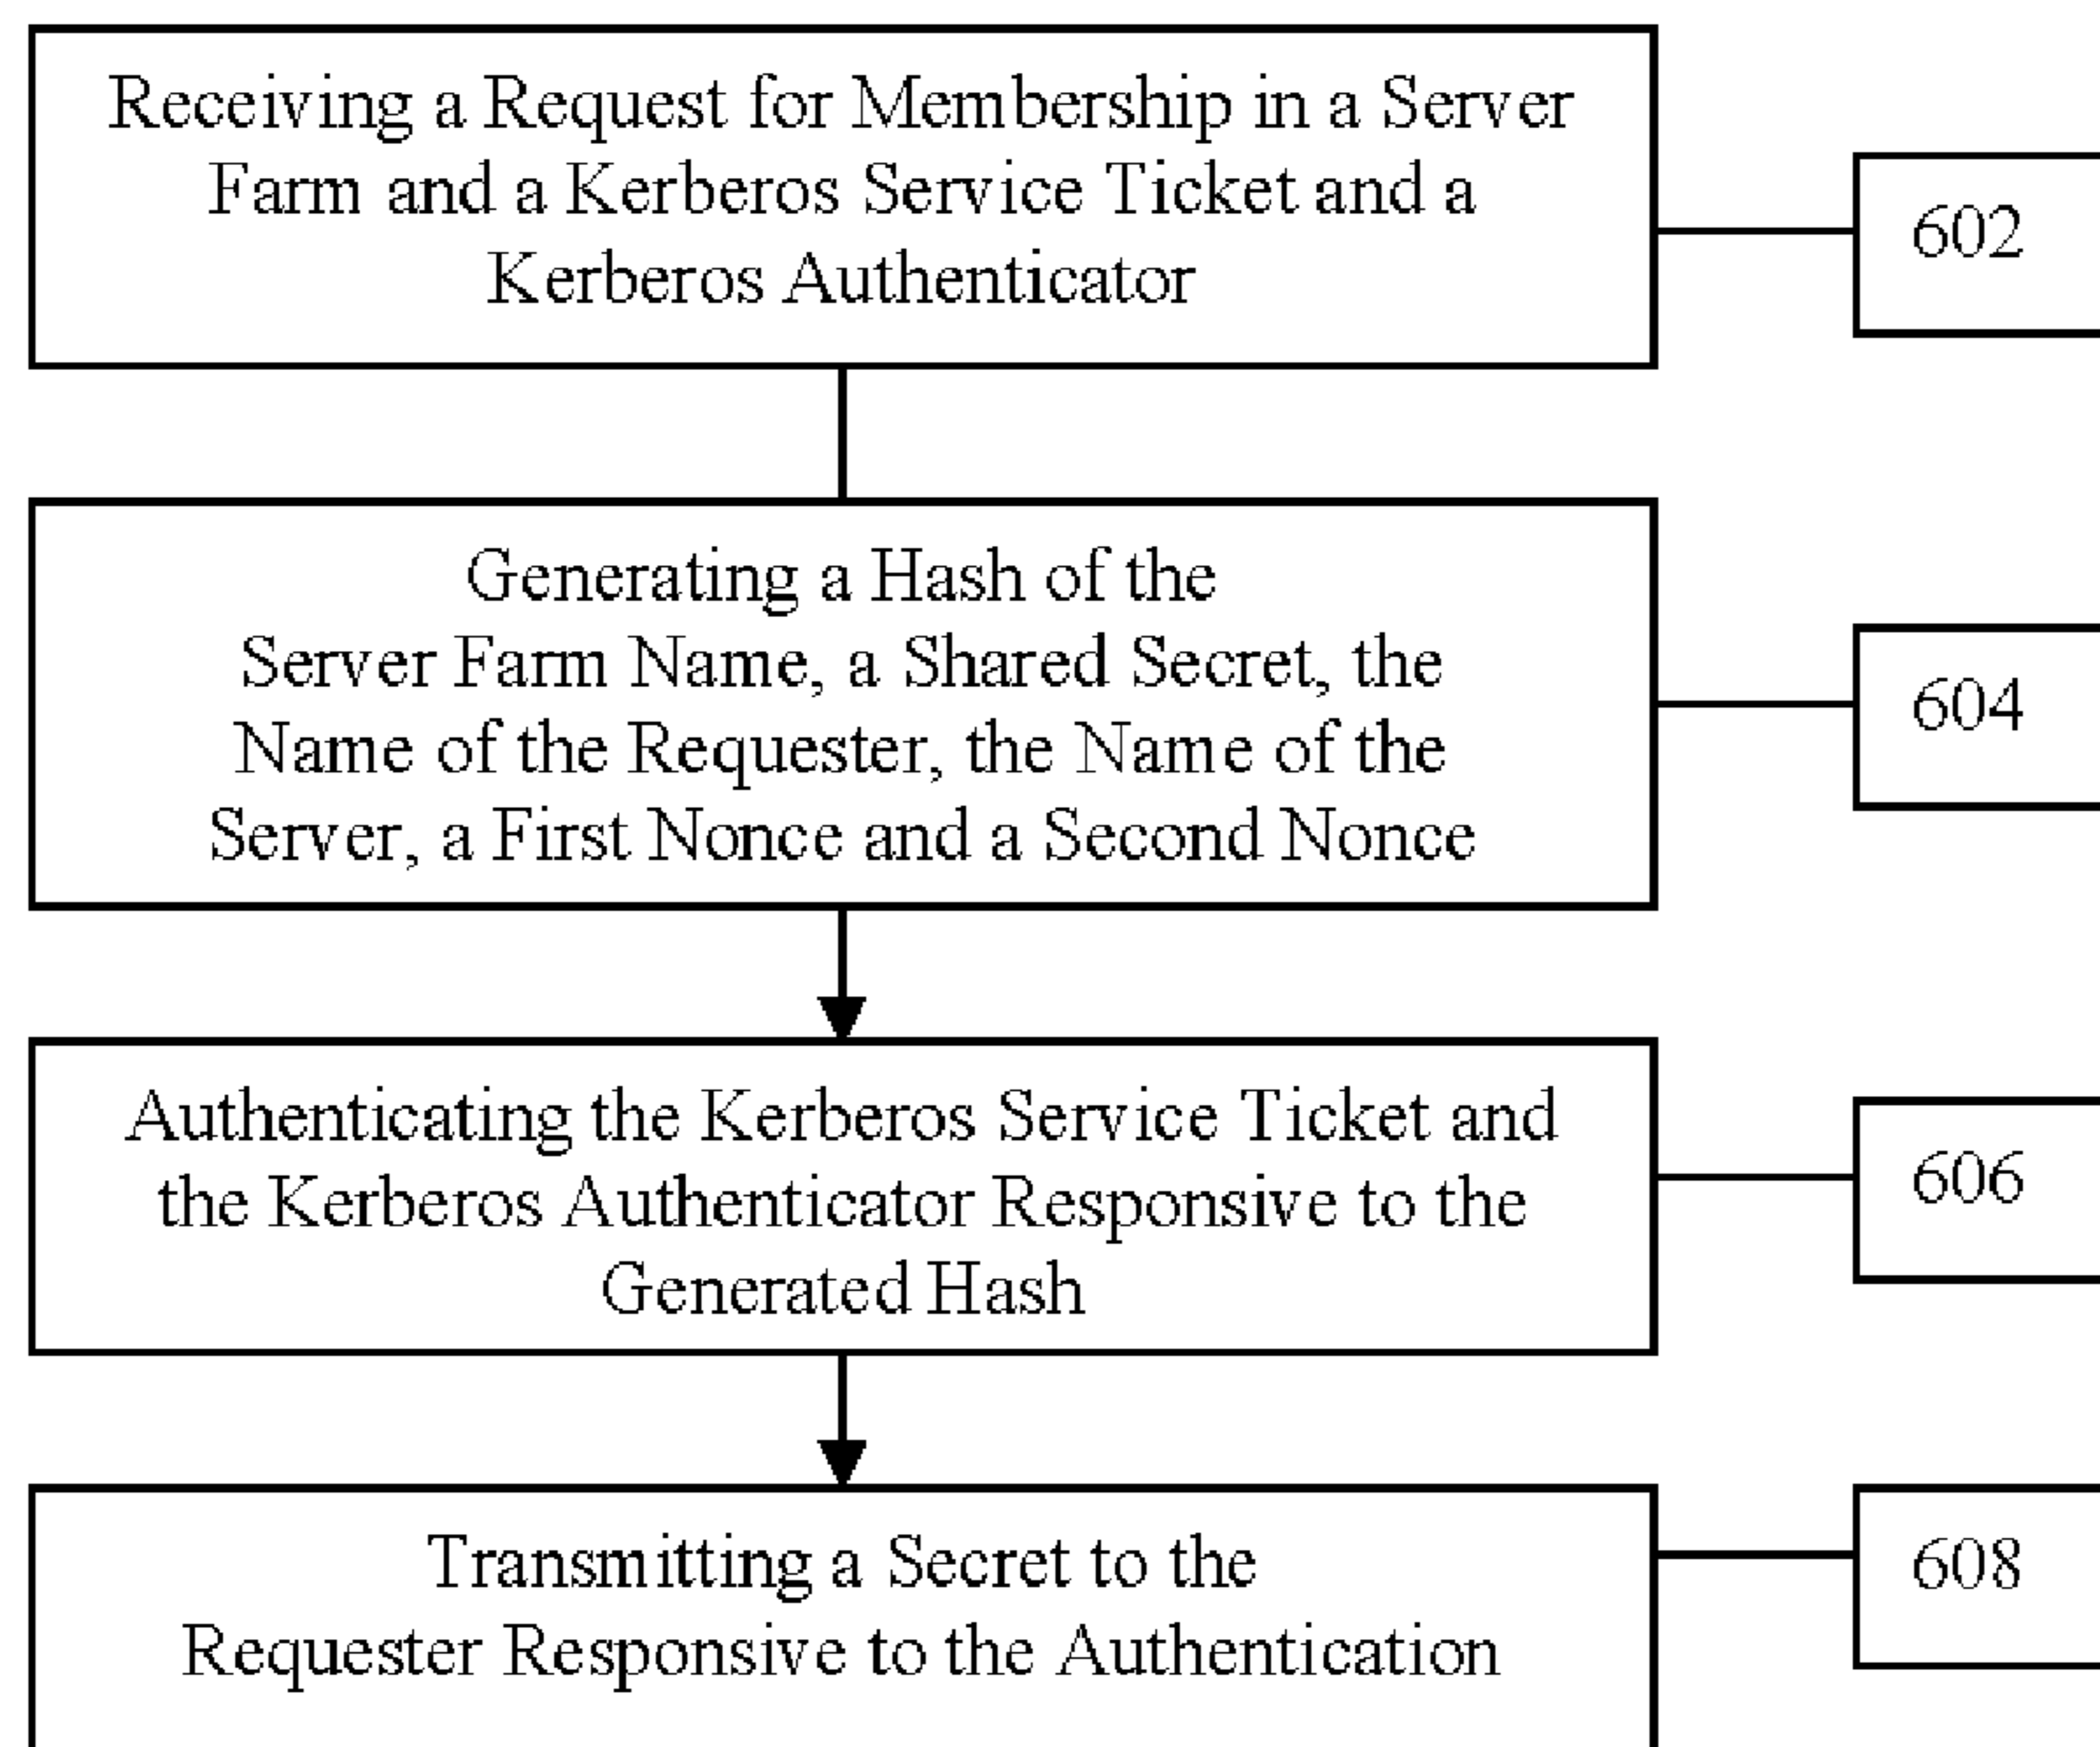 Receiving a Request for Membership in a Server
Farm and a Kerberos Service Ticket and a
Kerberos Authenticator
602
Generating a Hash of the
Server Farm Name, a Shared Secret, the
Name of the Requester, the Name of the
Server, a First Nonce and a Second Nonce
604
Authenticating the Kerberos Service Ticket and
the Kerberos Authenticator Responsive to the
Generated Hash
606
Transmitting a Secret to the
Requester Responsive to the Authentication
608